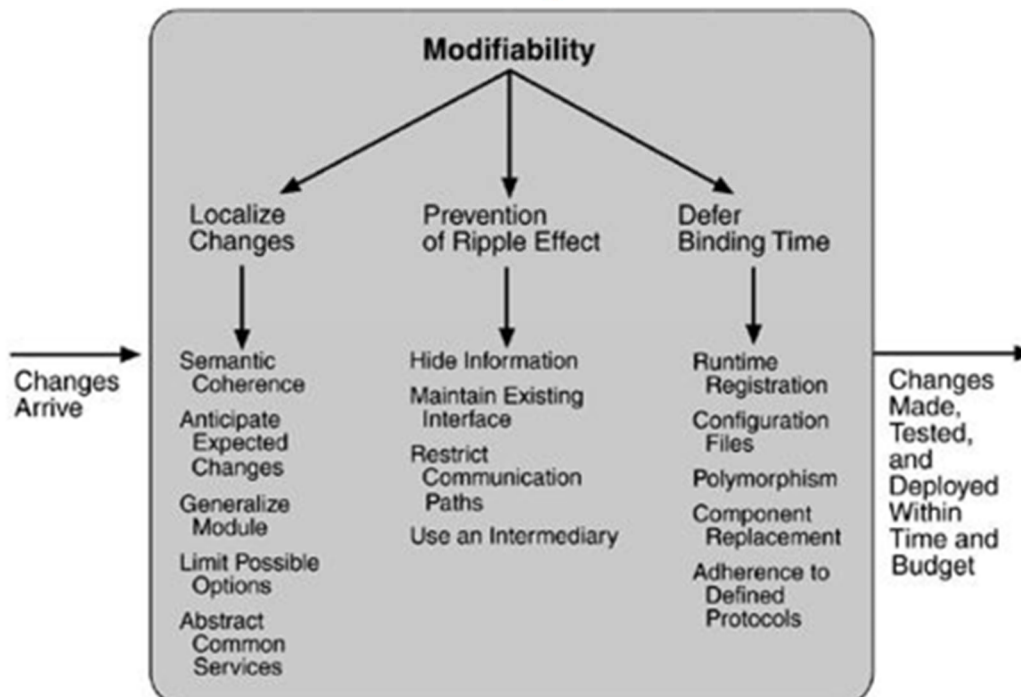 Modifiability
Localize
Changes
Prevention
of Ripple Effect
Defer
Binding Time
Changes
Arrive
Semantic
Coherence
Anticipate
Expected
Changes
Generalize
Module
Limit Possible
Options
Abstract
Common
Services
Hide Information
Maintain Existing
Interface
Restrict
Communication
Paths
Use an Intermediary
Runtime
Registration
Configuration
Files
Polymorphism
Component
Replacement
Adherence to
Defined
Protocols
Changes
Made,
Tested,
and
Deployed
Within
Time and
Budget